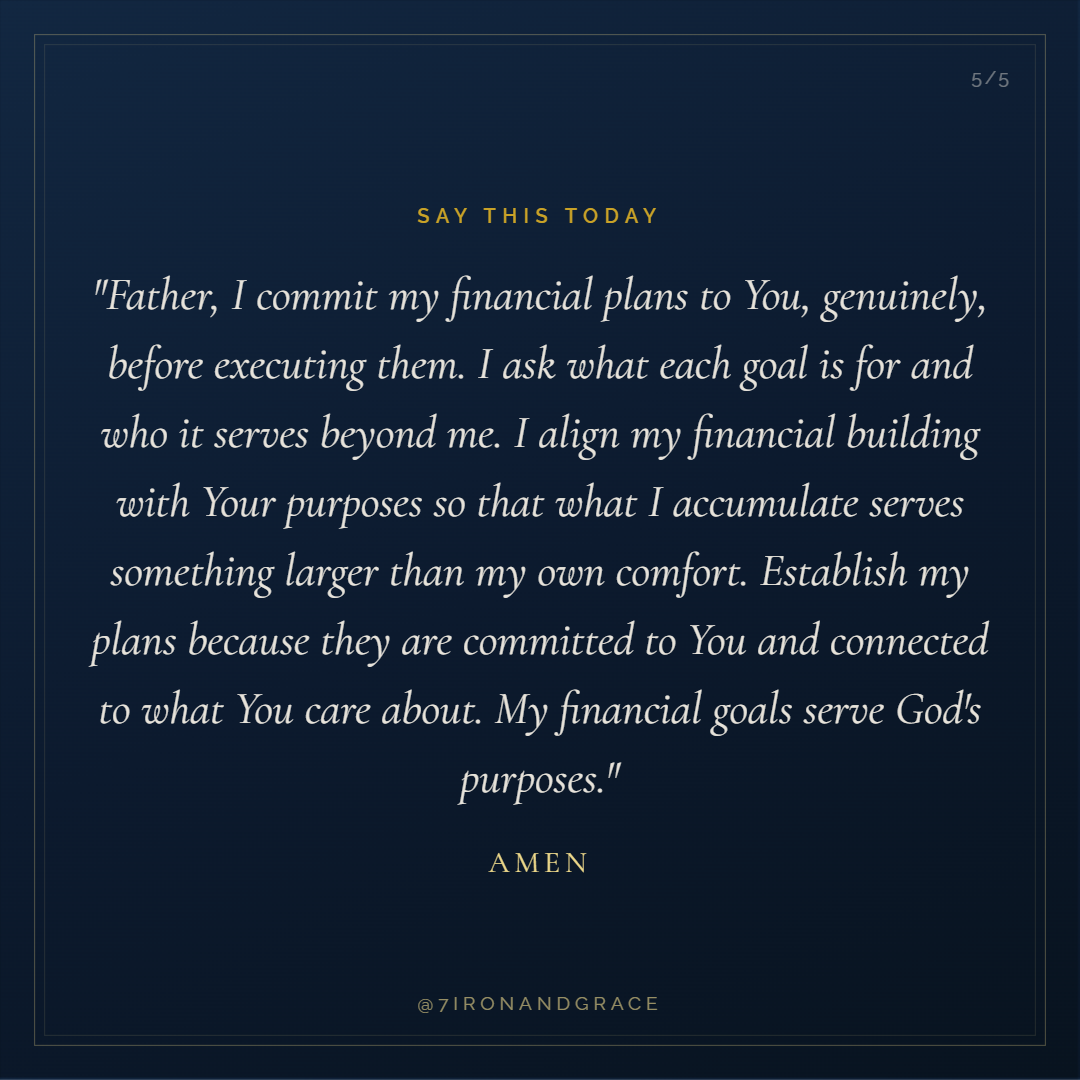 5/5
SAY THIS TODAY
"Father, I commit my financial plans to You, genuinely,
before executing them. I ask what each goal is for and
who it serves beyond me. I align my financial building
with Your purposes so that what I accumulate serves
something larger than my own comfort. Establish my
plans because they are committed to You and connected
to what You care about. My financial goals serve God's
purposes."
AMEN
@7IRONANDGRACE